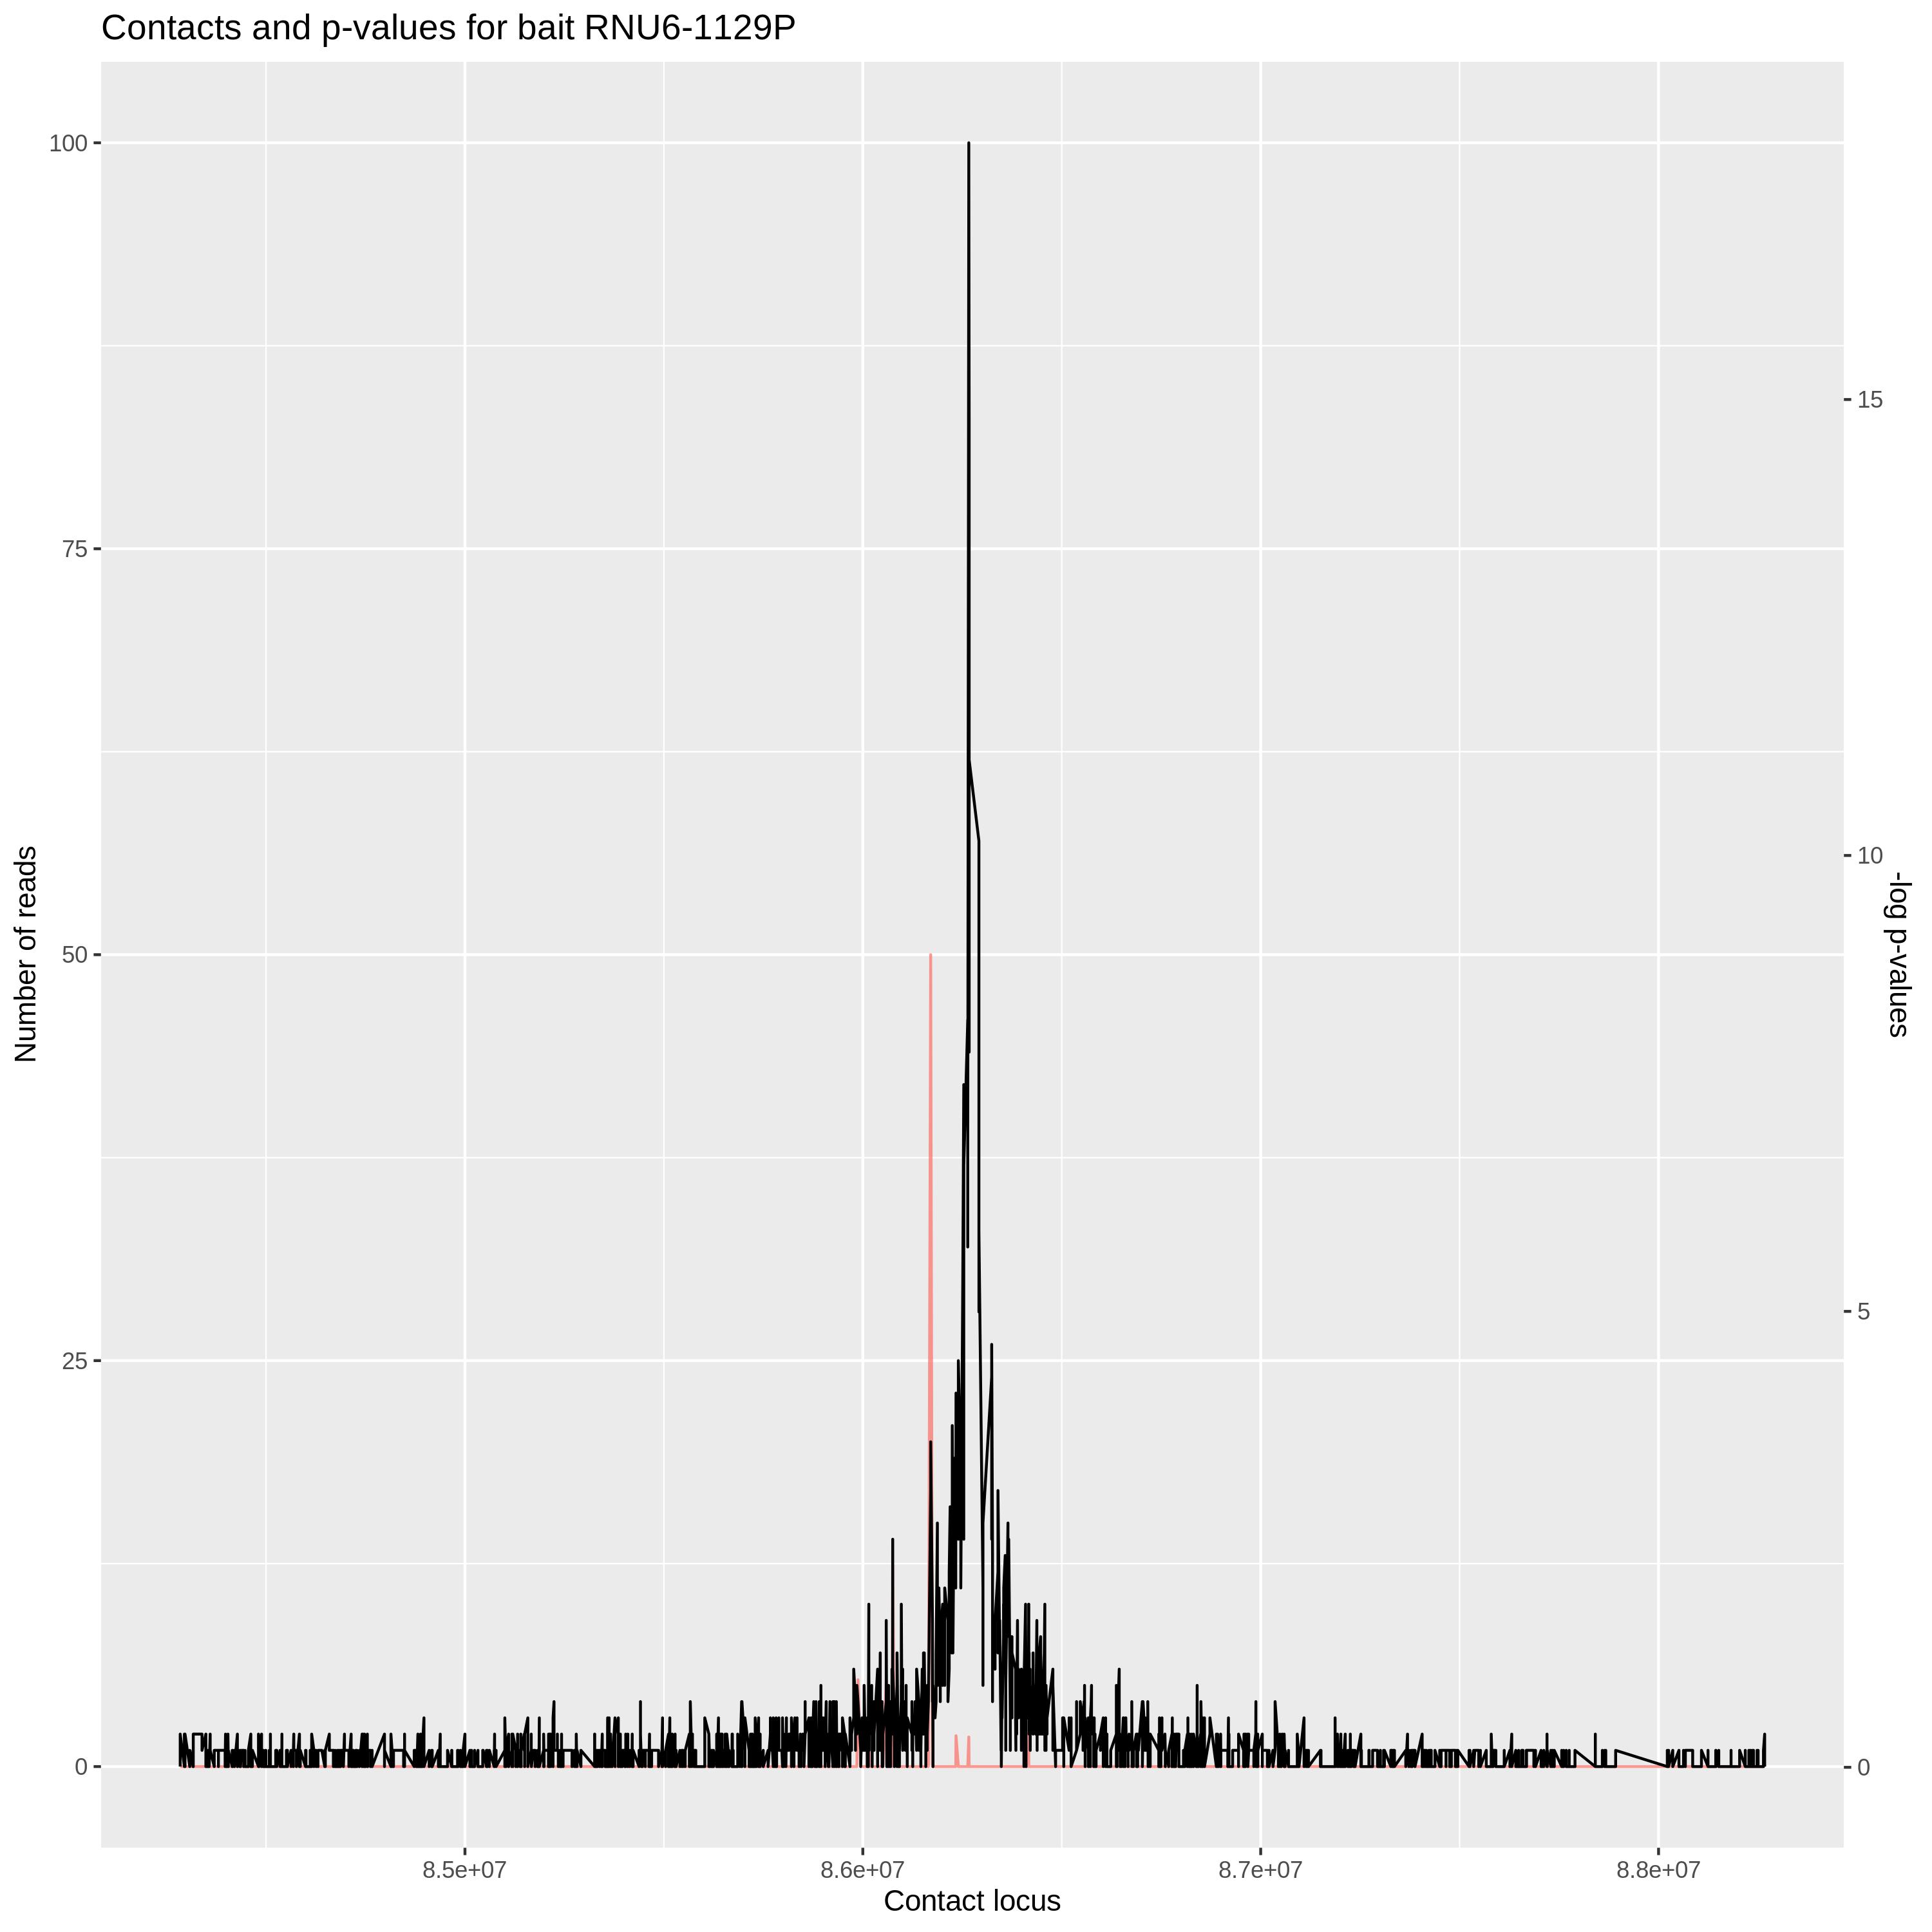 Contacts and p-values for bait RNU6-1129P
100
75
50
25
0
Number of reads
15
10
5
0
-log p-values
8.5e+07
8.6e+07
8.7e+07
8.8e+07
Contact locus